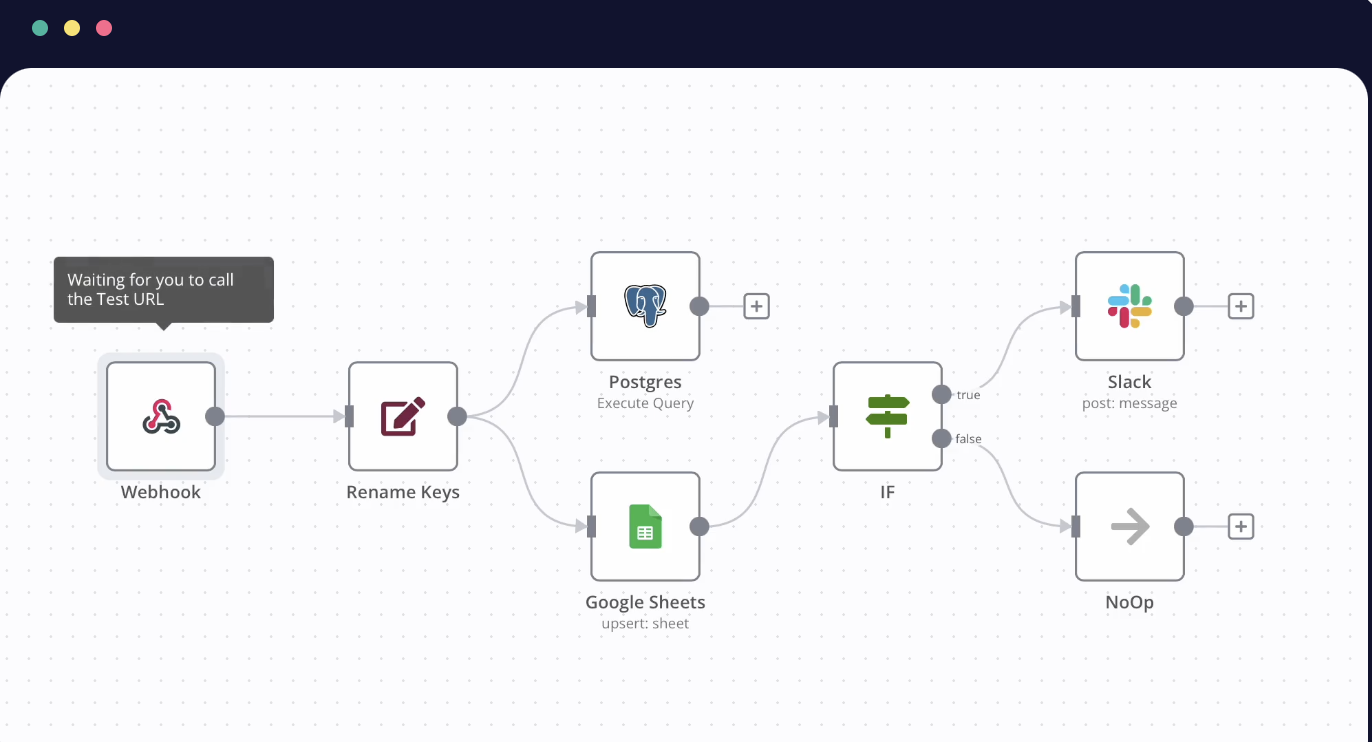 Waiting for you to call
the Test URL
Webhook
Rename Keys
Postgres
Execute Query
Google Sheets
upsert: sheet
true
false
IF
Slack
post: message
NoOp